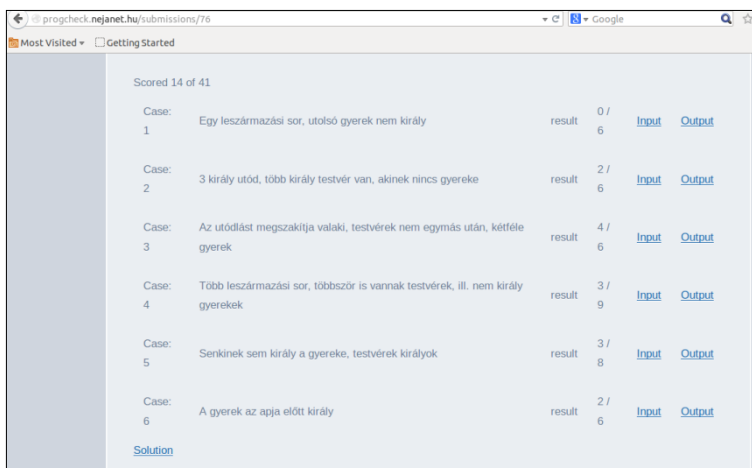 progcheck.nejanet.hu/submissions/76
Google
Most Visited
Getting Started
Scored 14 of 41
Case: 1 Egy leszármazási sor, utolsó gyerek nem király result 0 / 6 Input Output
Case: 2 3 király utód, több király testvér van, akinek nincs gyereke result 2 / 6 Input Output
Case: 3 Az utódlást megszakítja valaki, testvérek nem egymás után, kétféle
gyerek result 4 / 6 Input Output
Case: 4 Több leszármazási sor, többször is vannak testvérek, ill. nem király
gyerekek result 3 / 9 Input Output
Case: 5 Senkinek sem király a gyereke, testvérek királyok result 3 / 8 Input Output
Case: 6 A gyerek az apja előtt király result 2 / 6 Input Output
Solution